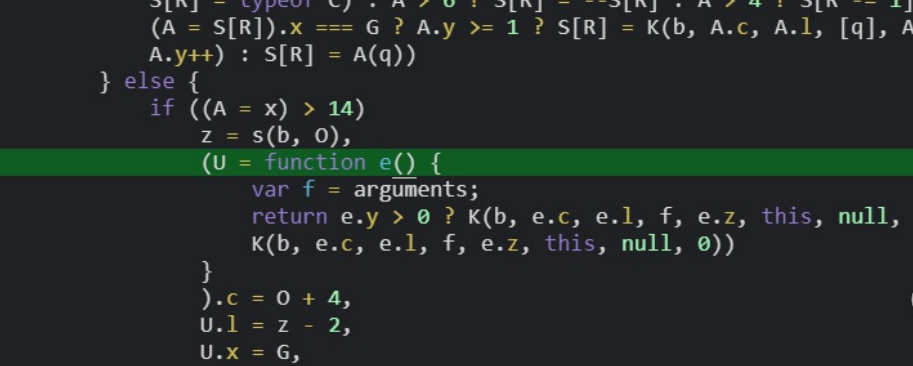 S[R] = typeof C) : A > 6 ? S[R] = --S[R] : A > 4 ? S[R -= 1]
(A = S[R]).x === G ? A.y >= 1 ? S[R] = K(b, A.c, A.l, [q], A
A.y++) : S[R] = A(q))
} else {
if ((A = x) > 14)
z = s(b, O),
(U = function e() {
var f = arguments;
return e.y > 0 ? K(b, e.c, e.l, f, e.z, this, null,
K(b, e.c, e.l, f, e.z, this, null, 0))
}
).c = O + 4,
U.l = z - 2,
U.x = G,